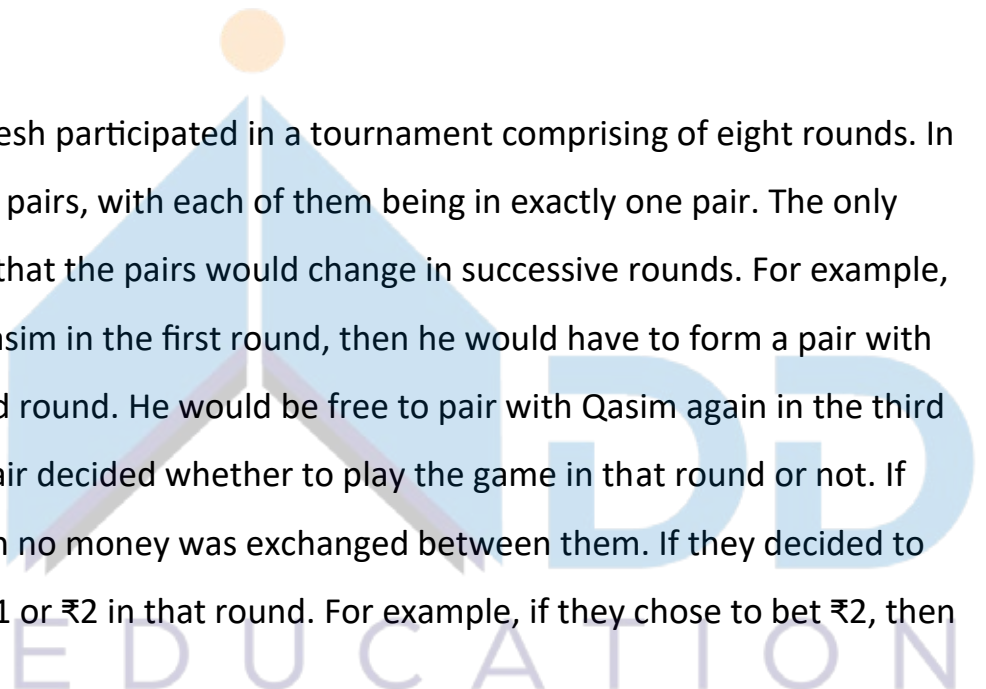 esh participated in a tournament comprising of eight rounds. In
pairs, with each of them being in exactly one pair. The only
that the pairs would change in successive rounds. For example,
asim in the first round, then he would have to form a pair with
d round. He would be free to pair with Qasim again in the third
air decided whether to play the game in that round or not. If
n no money was exchanged between them. If they decided to
1 or ₹2 in that round. For example, if they chose to bet ₹2, then
DD
EDUCATION